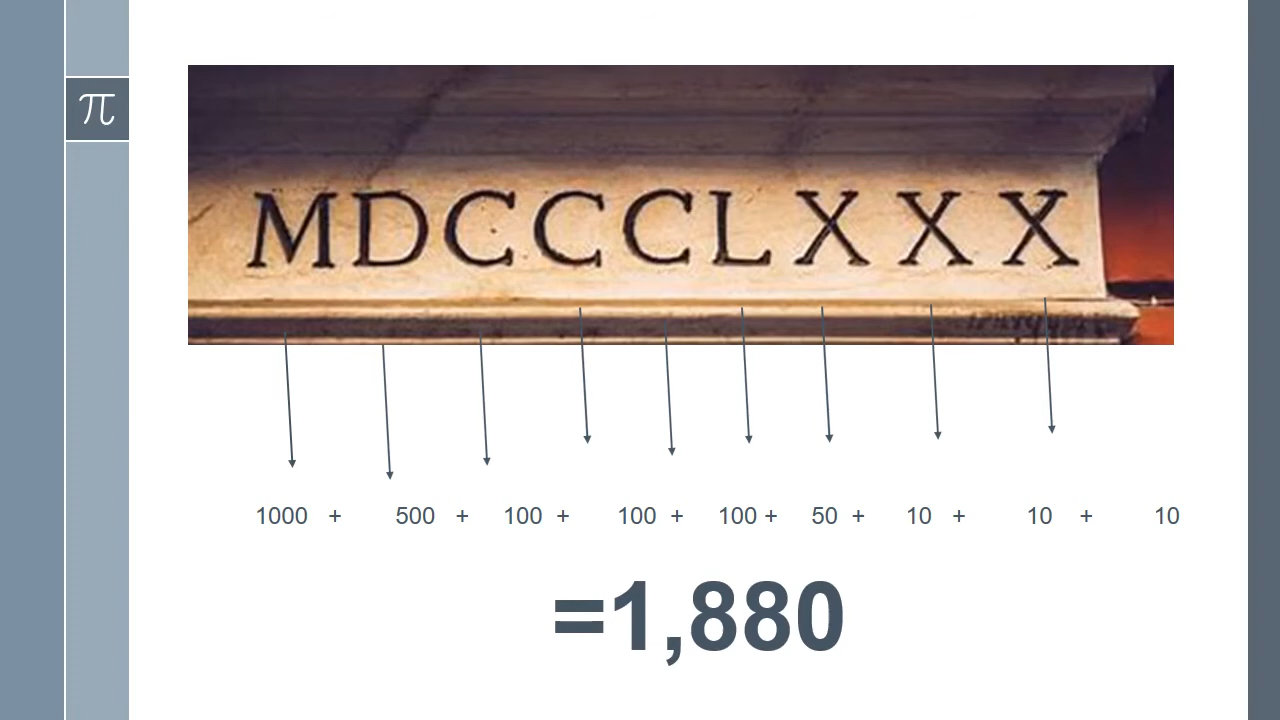 π
MDCCCLXXX
1000 + 500 + 100 + 100 + 100 + 50 + 10 + 10 + 10
=1,880